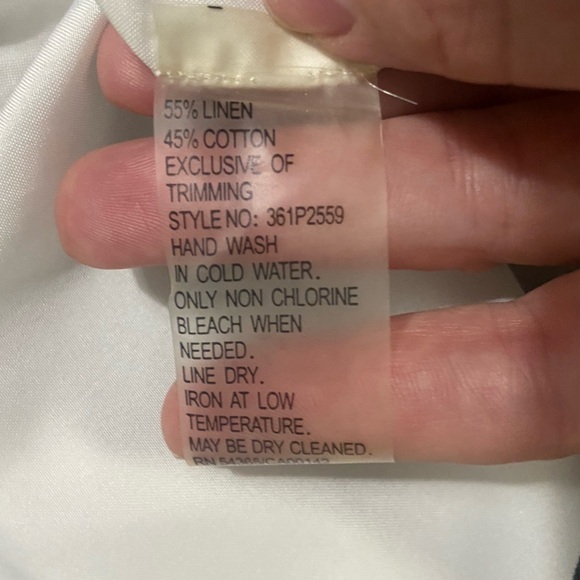 55% LINEN
45% COTTON
EXCLUSIVE OF
TRIMMING
STYLE NO: 361P2559
HAND WASH
IN COLD WATER.
ONLY NON CHLORINE
BLEACH WHEN
NEEDED.
LINE DRY.
IRON AT LOW
TEMPERATURE.
MAY BE DRY CLEANED.
RN